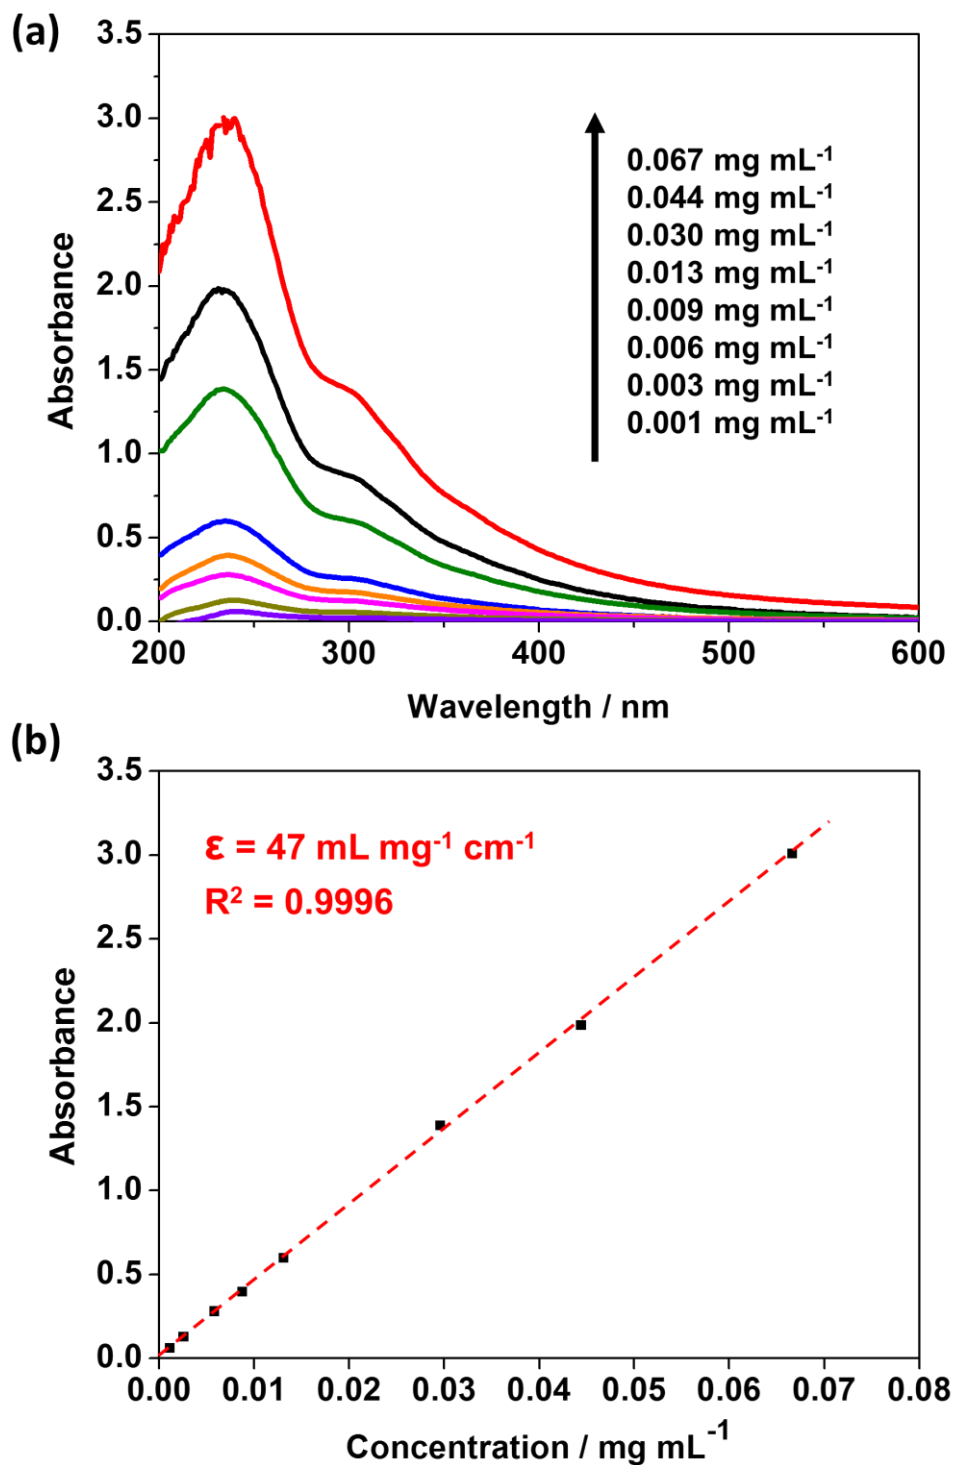 (a)
3.5
3.0
2.5
2.0
1.5
1.0
0.5
0.0
Absorbance
0.067 mg mL⁻¹
0.044 mg mL⁻¹
0.030 mg mL⁻¹
0.013 mg mL⁻¹
0.009 mg mL⁻¹
0.006 mg mL⁻¹
0.003 mg mL⁻¹
0.001 mg mL⁻¹
200 300 400 500 600
Wavelength / nm
(b)
3.5
3.0
2.5
2.0
1.5
1.0
0.5
0.0
Absorbance
ε = 47 mL mg⁻¹ cm⁻¹
R² = 0.9996
0.00 0.01 0.02 0.03 0.04 0.05 0.06 0.07 0.08
Concentration / mg mL⁻¹